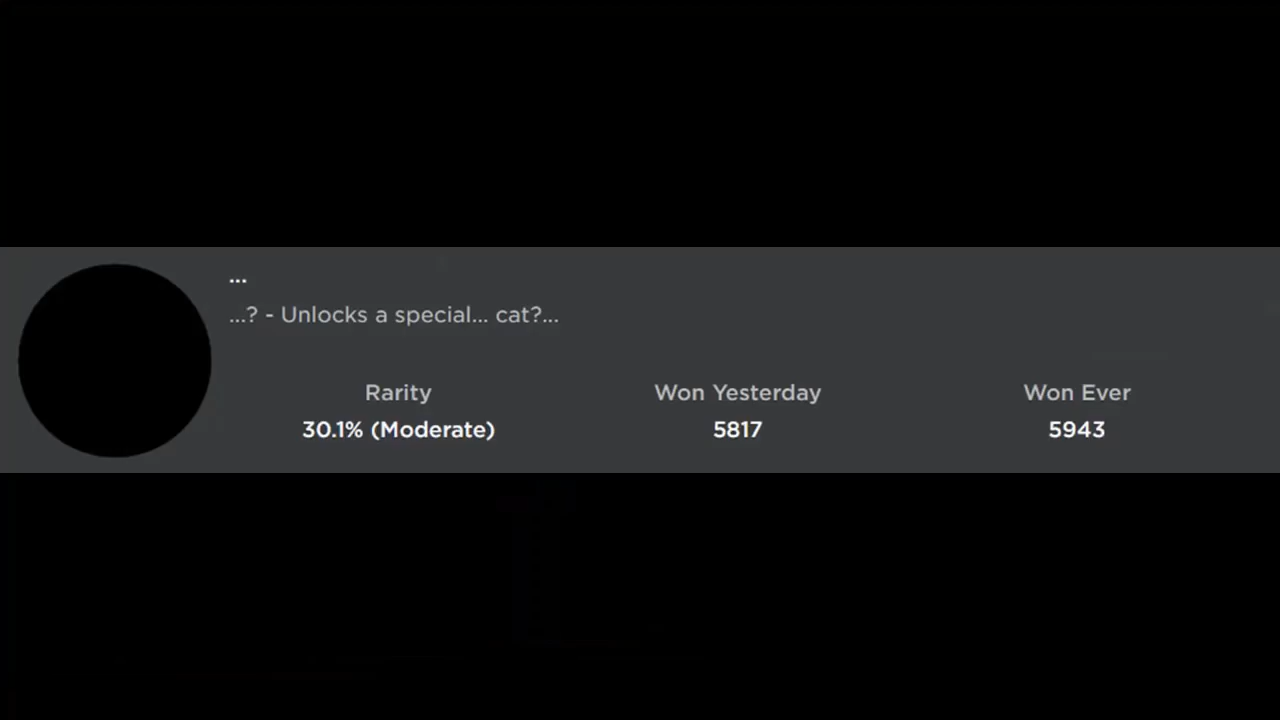 ...
...? - Unlocks a special... cat?...
Rarity Won Yesterday Won Ever
30.1% (Moderate) 5817 5943